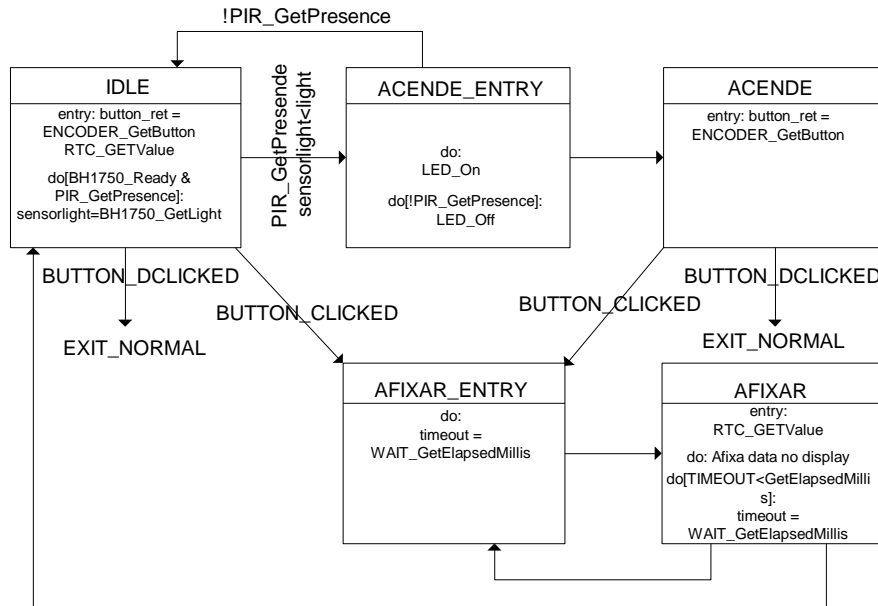 !PIR_GetPresence
IDLE
entry: button_ret =
ENCODER_GetButton
RTC_GETValue
do[BH1750_Ready &
PIR_GetPresence]:
sensorlight=BH1750_GetLight
PIR_GetPresende
sensorlight<light
ACENDE_ENTRY
do:
LED_On
do[!PIR_GetPresence]:
LED_Off
ACENDE
entry: button_ret =
ENCODER_GetButton
BUTTON_DCLICKED
EXIT_NORMAL
BUTTON_CLICKED
BUTTON_CLICKED
BUTTON_DCLICKED
EXIT_NORMAL
AFIXAR_ENTRY
do:
timeout =
WAIT_GetElapsedMillis
AFIXAR
entry:
RTC_GETValue
do: Afixa data no display
do[TIMEOUT<GetElapsedMilli
s]:
timeout =
WAIT_GetElapsedMillis